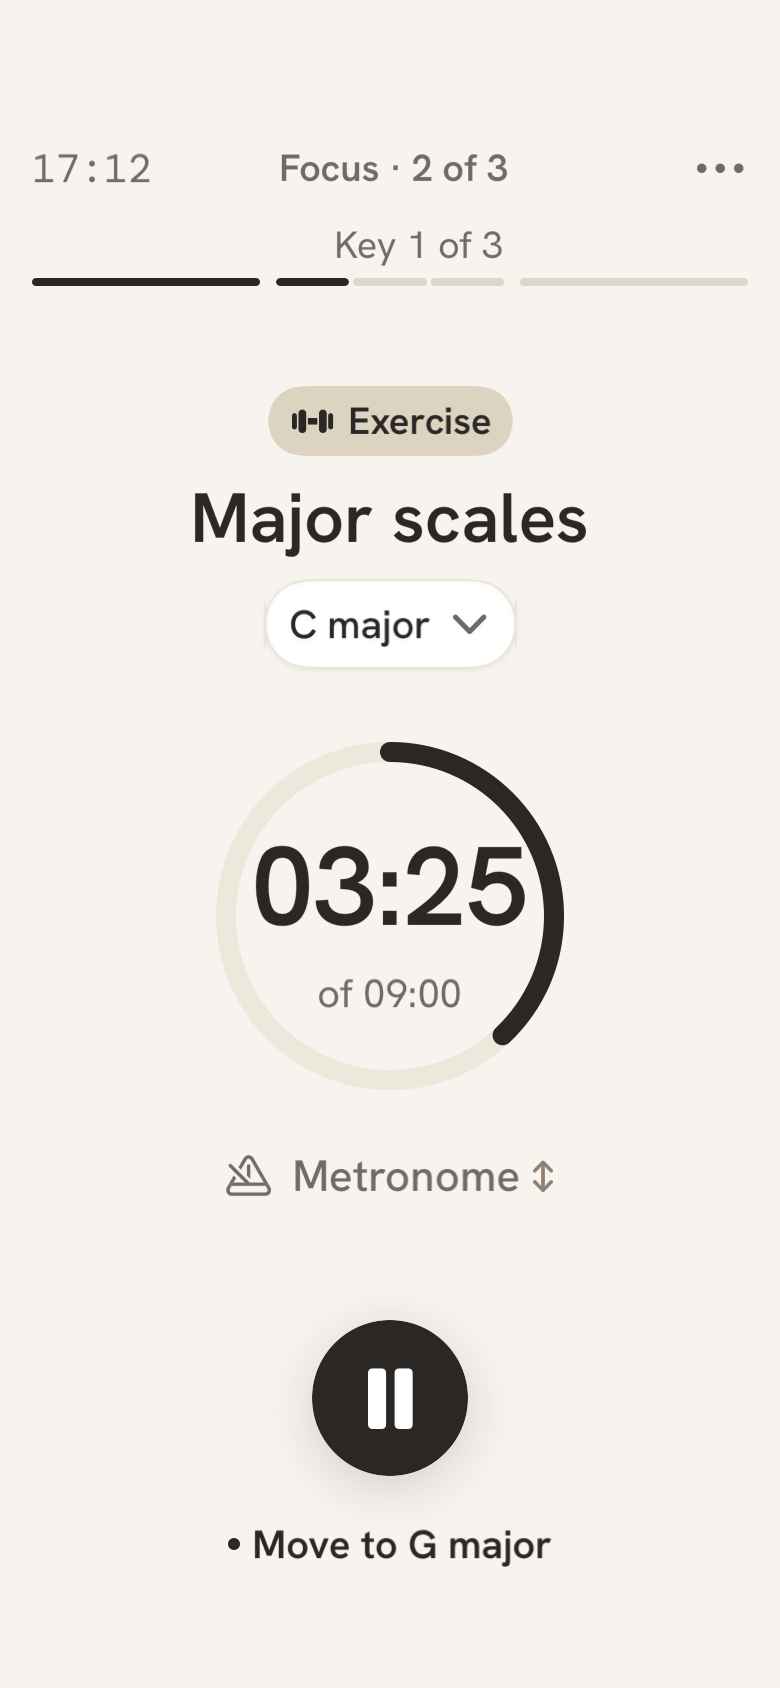 17:12
Focus · 2 of 3
Key 1 of 3
Exercise
Major scales
C major
03:25
of 09:00
Metronome
• Move to G major